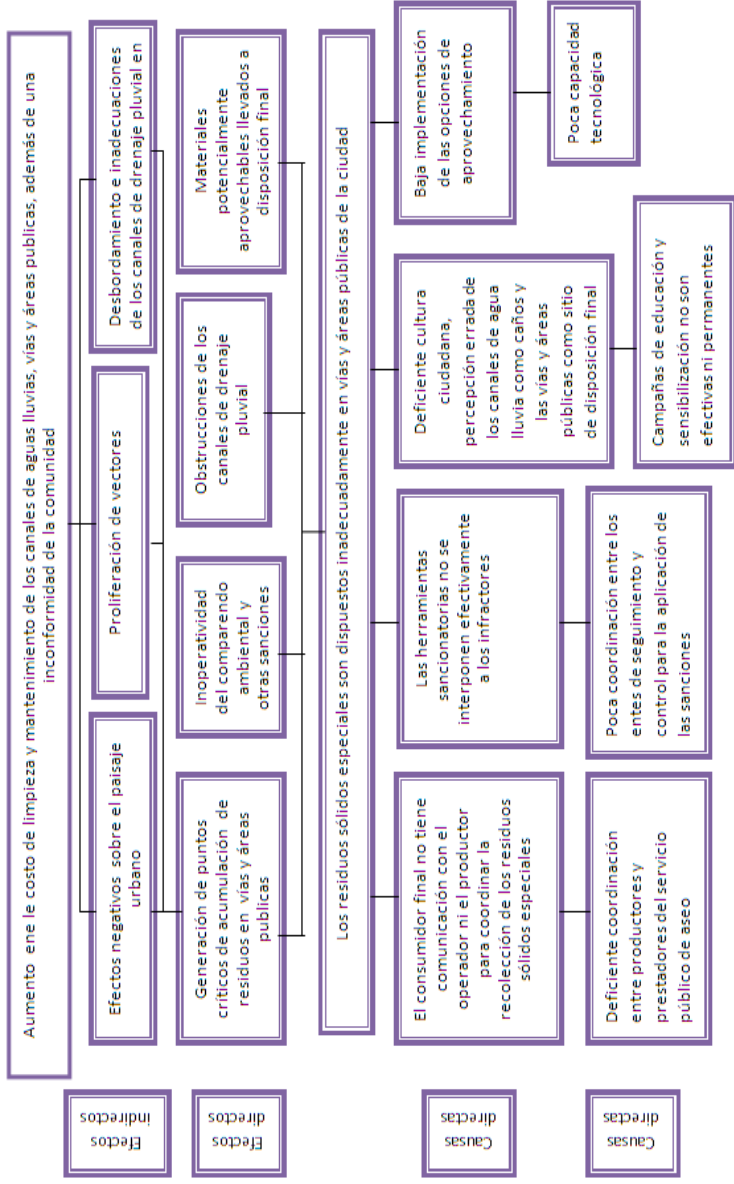 Aumento ene le costo de limpieza y mantenimiento de los canales de aguas lluvias, vías y áreas publicas, además de una
inconformidad de la comunidad
Efectos
indirectos
Efectos negativos sobre el paisaje
urbano
Proliferación de vectores
Desbordamiento e inadecuaciones
de los canales de drenaje pluvial en
Efectos
directos
Generación de puntos
críticos de acumulación de
residuos en vías y áreas
publicas
Inoperatividad
del comparendo
ambiental y
otras sanciones
Obstrucciones de los
canales de drenaje
pluvial
Materiales
potencialmente
aprovechables llevados a
disposición final
Los residuos sólidos especiales son dispuestos inadecuadamente en vías y áreas públicas de la ciudad
Causas
directas
El consumidor final no tiene
comunicación con el
operador ni el productor
para coordinar la
recolección de los residuos
sólidos especiales
Las herramientas
sancionatorias no se
interponen efectivamente
a los infractores
Deficiente cultura
ciudadana,
percepción errada de
los canales de agua
lluvia como caños y
las vías y áreas
públicas como sitio
de disposición final
Baja implementación
de las opciones de
aprovechamiento
Causas
directas
Deficiente coordinación
entre productores y
prestadores del servicio
público de aseo
Poca coordinación entre los
entes de seguimiento y
control para la aplicación de
las sanciones
Campañas de educación y
sensibilización no son
efectivas ni permanentes
Poca capacidad
tecnológica